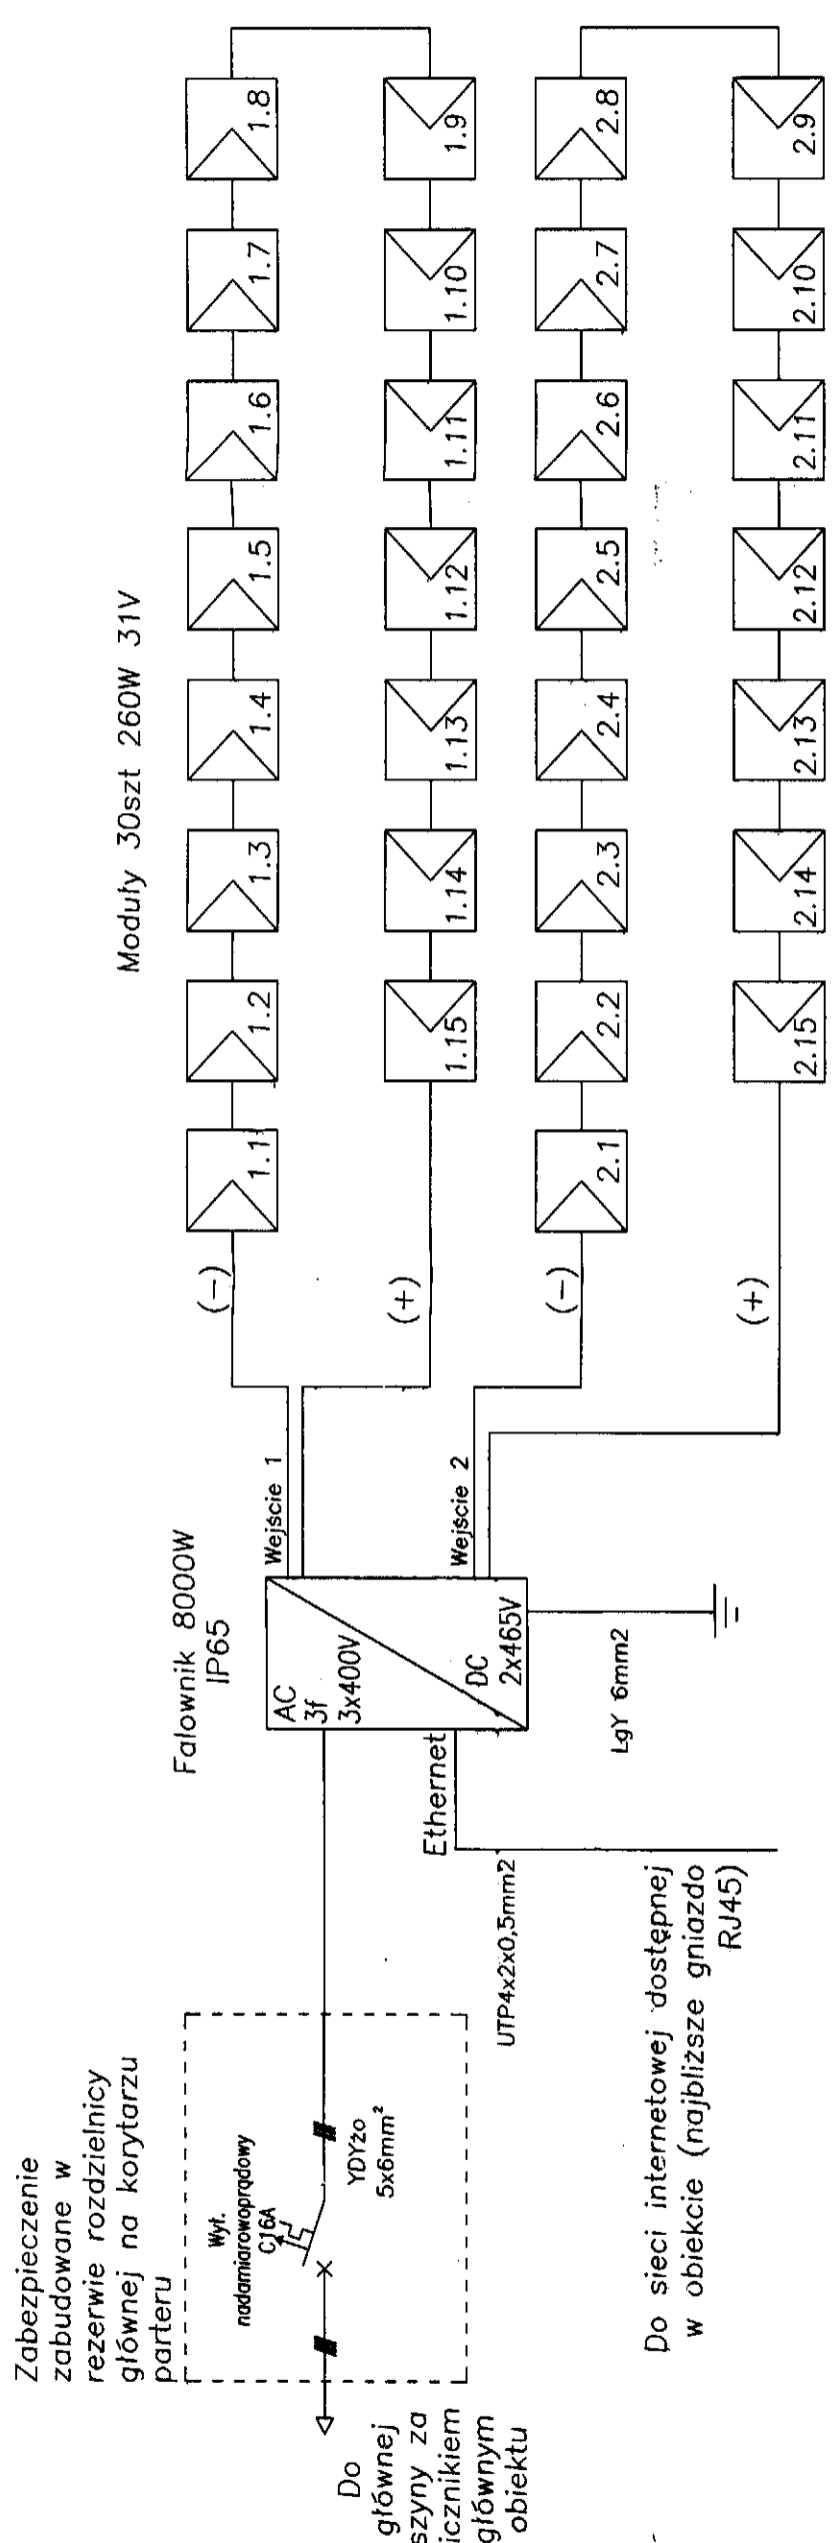 Zabezpieczenie
zabudowane w
rezerwie rozdzielnicy
głównej na korytarzu
parteru
Wył.
nadamiarowoprądowy
C16A
YDYżo
5x6mm²
Do
głównej
szyny za
icznikiem
głównym
obiektu
Falownik 8000W
IP65
AC
3f
3x400V
DC
2x465V
Wejście 1
Wejście 2
Ethernet
UTP4x2x0,5mm2
LgY 6mm2
Do sieci internetowej dostępnej
w obiekcie (najbliższe gniazdo
RJ45)
Moduły 30szt 260W 31V
(-)
1.1
1.2
1.3
1.4
1.5
1.6
1.7
1.8
(+)
1.15
1.14
1.13
1.12
1.11
1.10
1.9
(-)
2.1
2.2
2.3
2.4
2.5
2.6
2.7
2.8
(+)
2.15
2.14
2.13
2.12
2.11
2.10
2.9